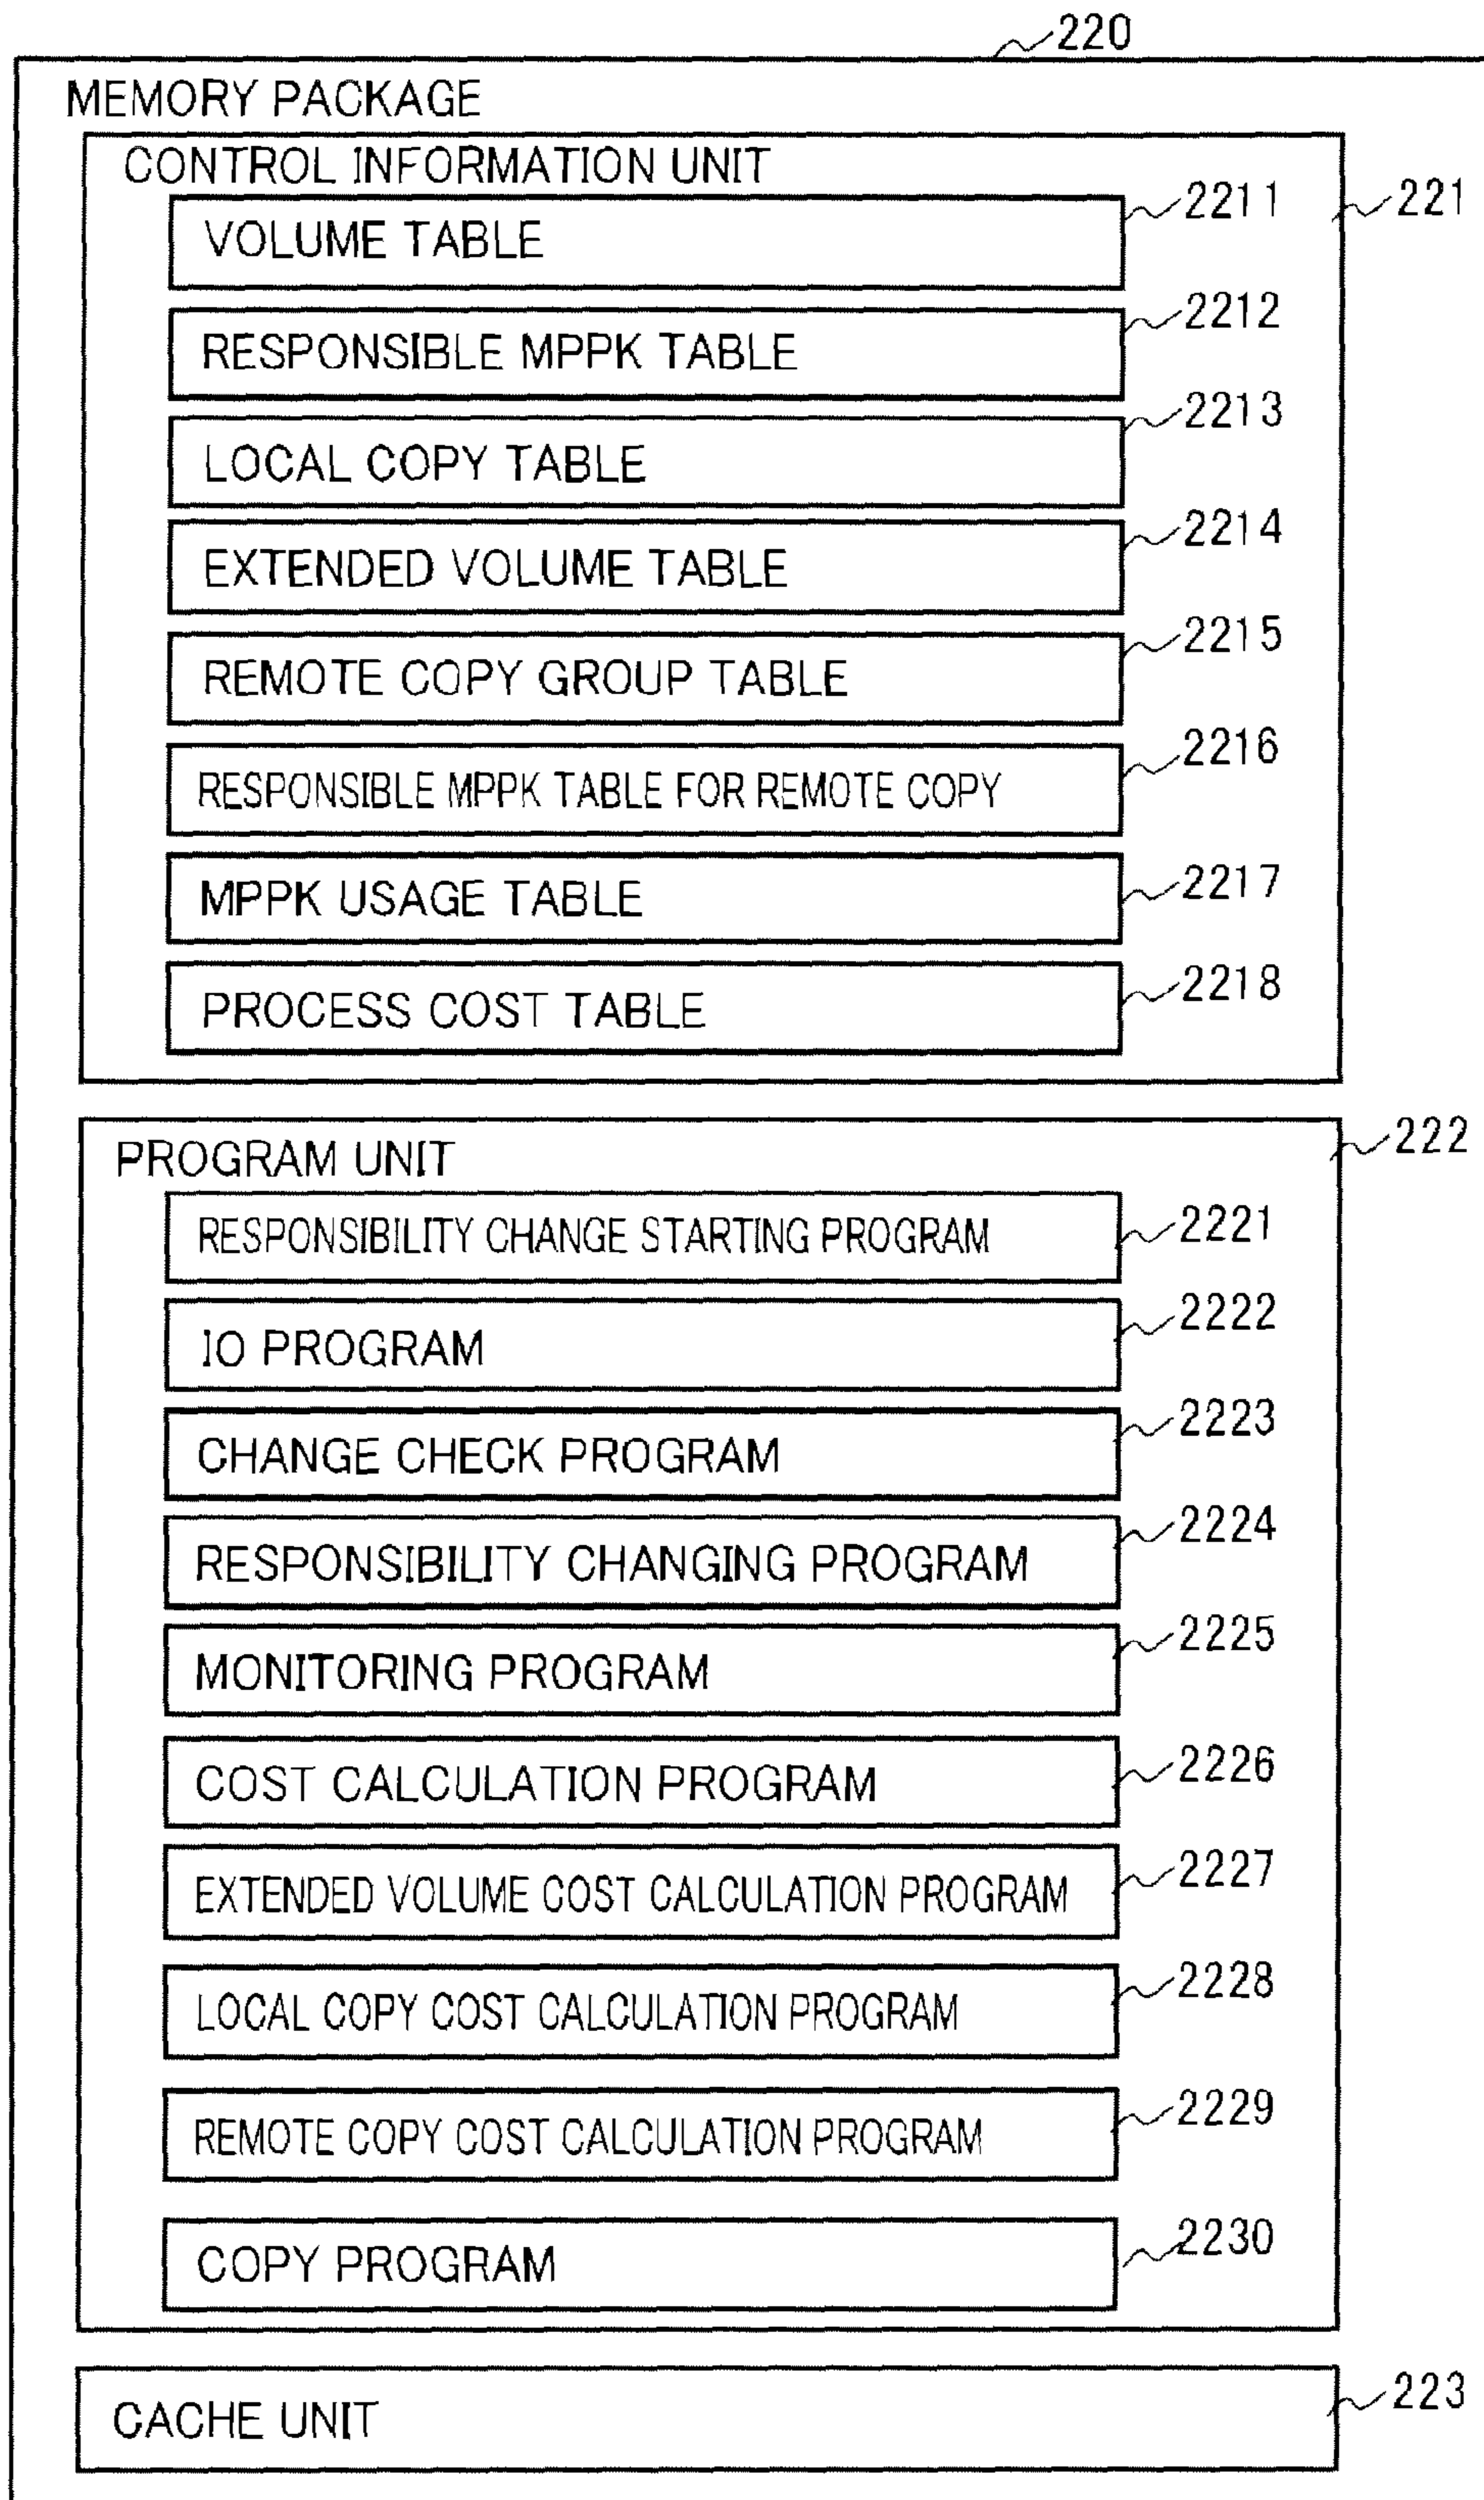 220
MEMORY PACKAGE
CONTROL INFORMATION UNIT
221
VOLUME TABLE
2211
RESPONSIBLE MPPK TABLE
2212
LOCAL COPY TABLE
2213
EXTENDED VOLUME TABLE
2214
REMOTE COPY GROUP TABLE
2215
RESPONSIBLE MPPK TABLE FOR REMOTE COPY
2216
MPPK USAGE TABLE
2217
PROCESS COST TABLE
2218
PROGRAM UNIT
222
RESPONSIBILITY CHANGE STARTING PROGRAM
2221
IO PROGRAM
2222
CHANGE CHECK PROGRAM
2223
RESPONSIBILITY CHANGING PROGRAM
2224
MONITORING PROGRAM
2225
COST CALCULATION PROGRAM
2226
EXTENDED VOLUME COST CALCULATION PROGRAM
2227
LOCAL COPY COST CALCULATION PROGRAM
2228
REMOTE COPY COST CALCULATION PROGRAM
2229
COPY PROGRAM
2230
CACHE UNIT
223